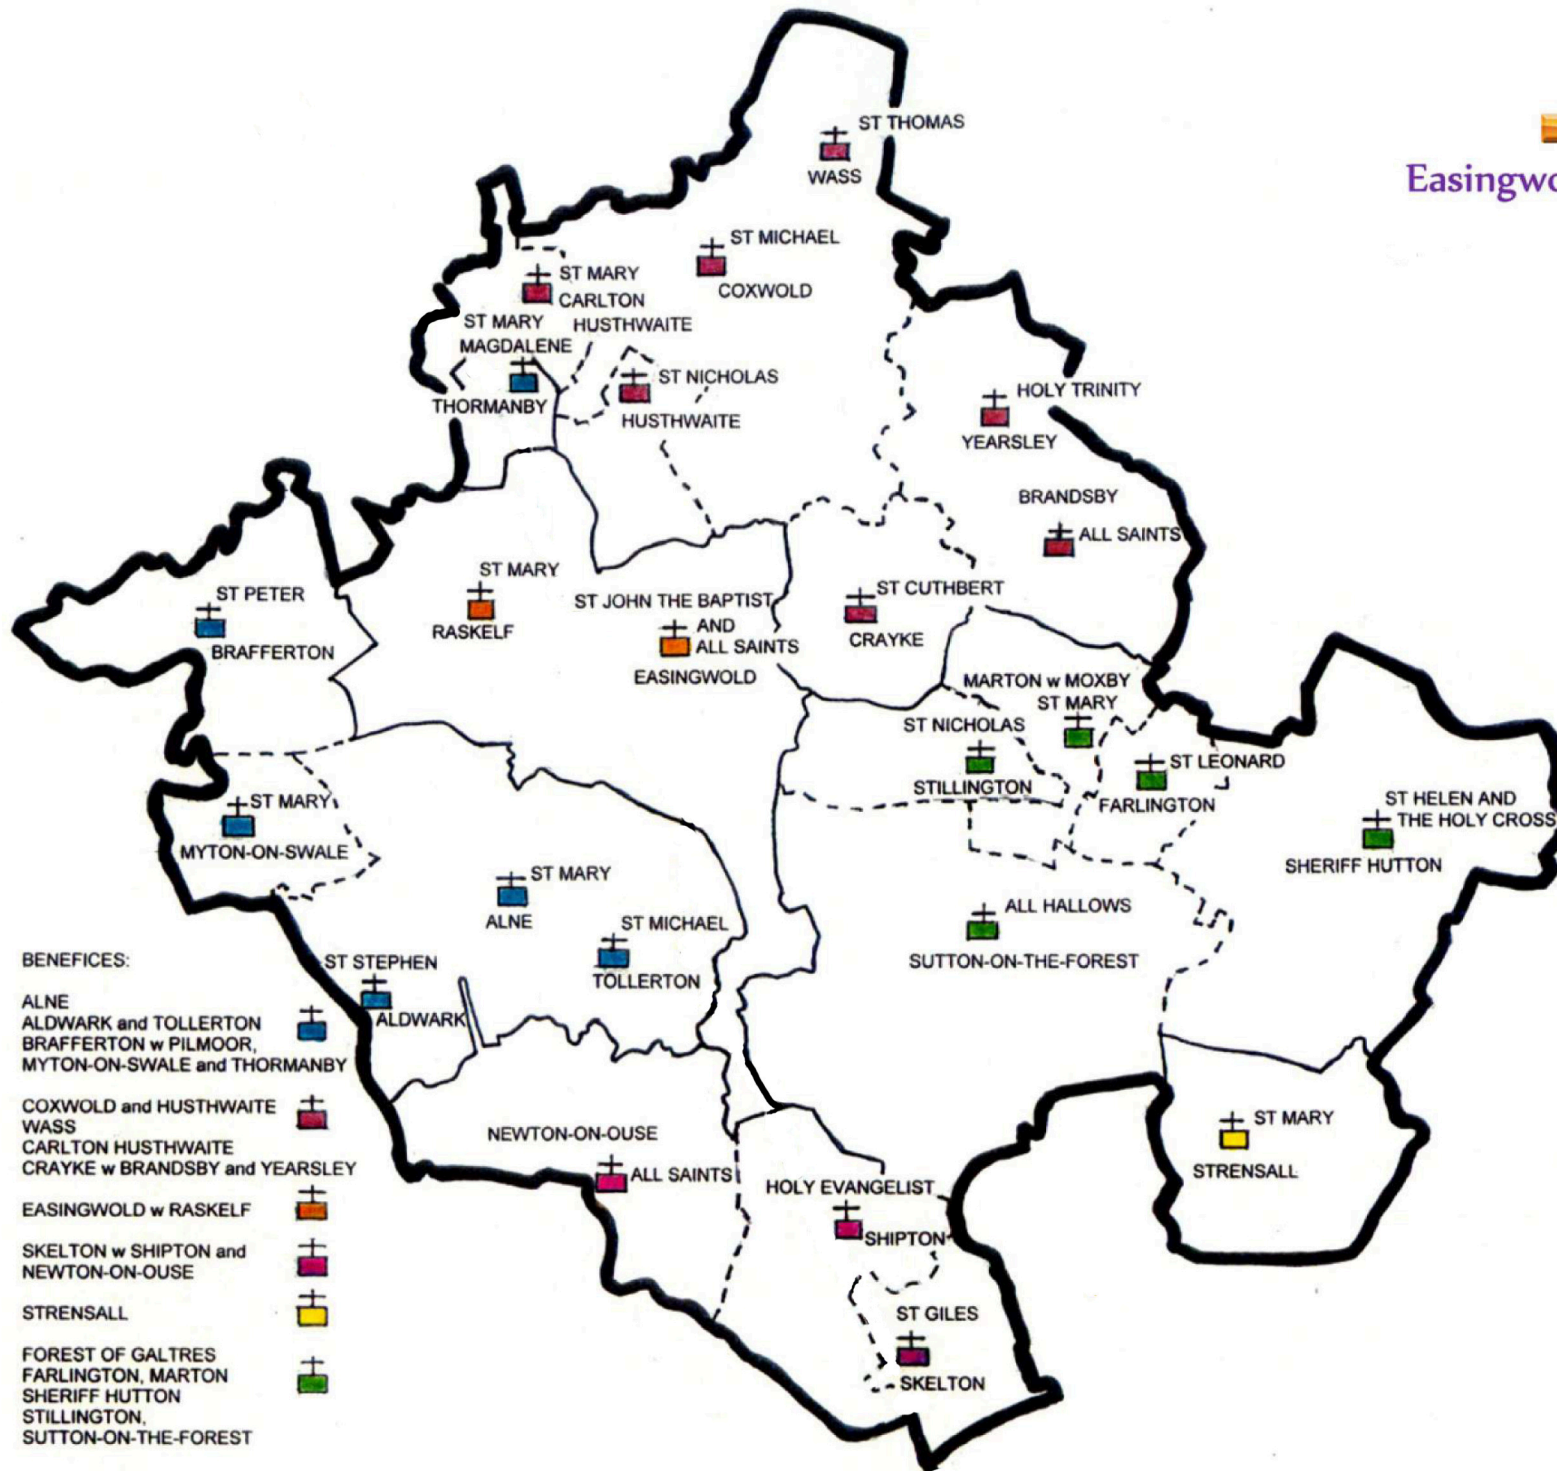 ST THOMAS
WASS
Easingwo
ST MICHAEL
COXWOLD
ST MARY
CARLTON
HUSTHWAITE
ST MARY
MAGDALENE
THORMANBY
ST NICHOLAS
HUSTHWAITE
HOLY TRINITY
YEARSLEY
BRANDSBY
ALL SAINTS
ST PETER
BRAFFERTON
ST MARY
RASKELF
ST JOHN THE BAPTIST
AND
ALL SAINTS
EASINGWOLD
ST CUTHBERT
CRAYKE
MARTON w MOXBY
ST MARY
ST NICHOLAS
STILLINGTON
ST LEONARD
FARLINGTON
ST HELEN AND
THE HOLY CROSS
SHERIFF HUTTON
ST MARY
MYTON-ON-SWALE
ST MARY
ALNE
ST MICHAEL
TOLLERTON
ALL HALLOWS
SUTTON-ON-THE-FOREST
ST STEPHEN
ALDWARK
NEWTON-ON-OUSE
ALL SAINTS
HOLY EVANGELIST
SHIPTON
ST MARY
STRENSALL
ST GILES
SKELTON
BENEFICES:
ALNE
ALDWARK and TOLLERTON
BRAFFERTON w PILMOOR,
MYTON-ON-SWALE and THORMANBY
COXWOLD and HUSTHWAITE
WASS
CARLTON HUSTHWAITE
CRAYKE w BRANDSBY and YEARSLEY
EASINGWOLD w RASKELF
SKELTON w SHIPTON and
NEWTON-ON-OUSE
STRENSALL
FOREST OF GALTRES
FARLINGTON, MARTON
SHERIFF HUTTON
STILLINGTON,
SUTTON-ON-THE-FOREST